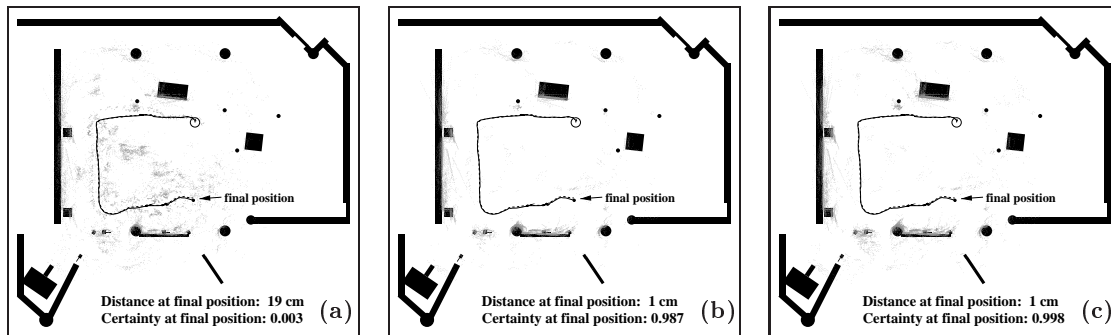 final position
Distance at final position: 19 cm
Certainty at final position: 0.003
(a)
final position
Distance at final position: 1 cm
Certainty at final position: 0.987
(b)
final position
Distance at final position: 1 cm
Certainty at final position: 0.998
(c)